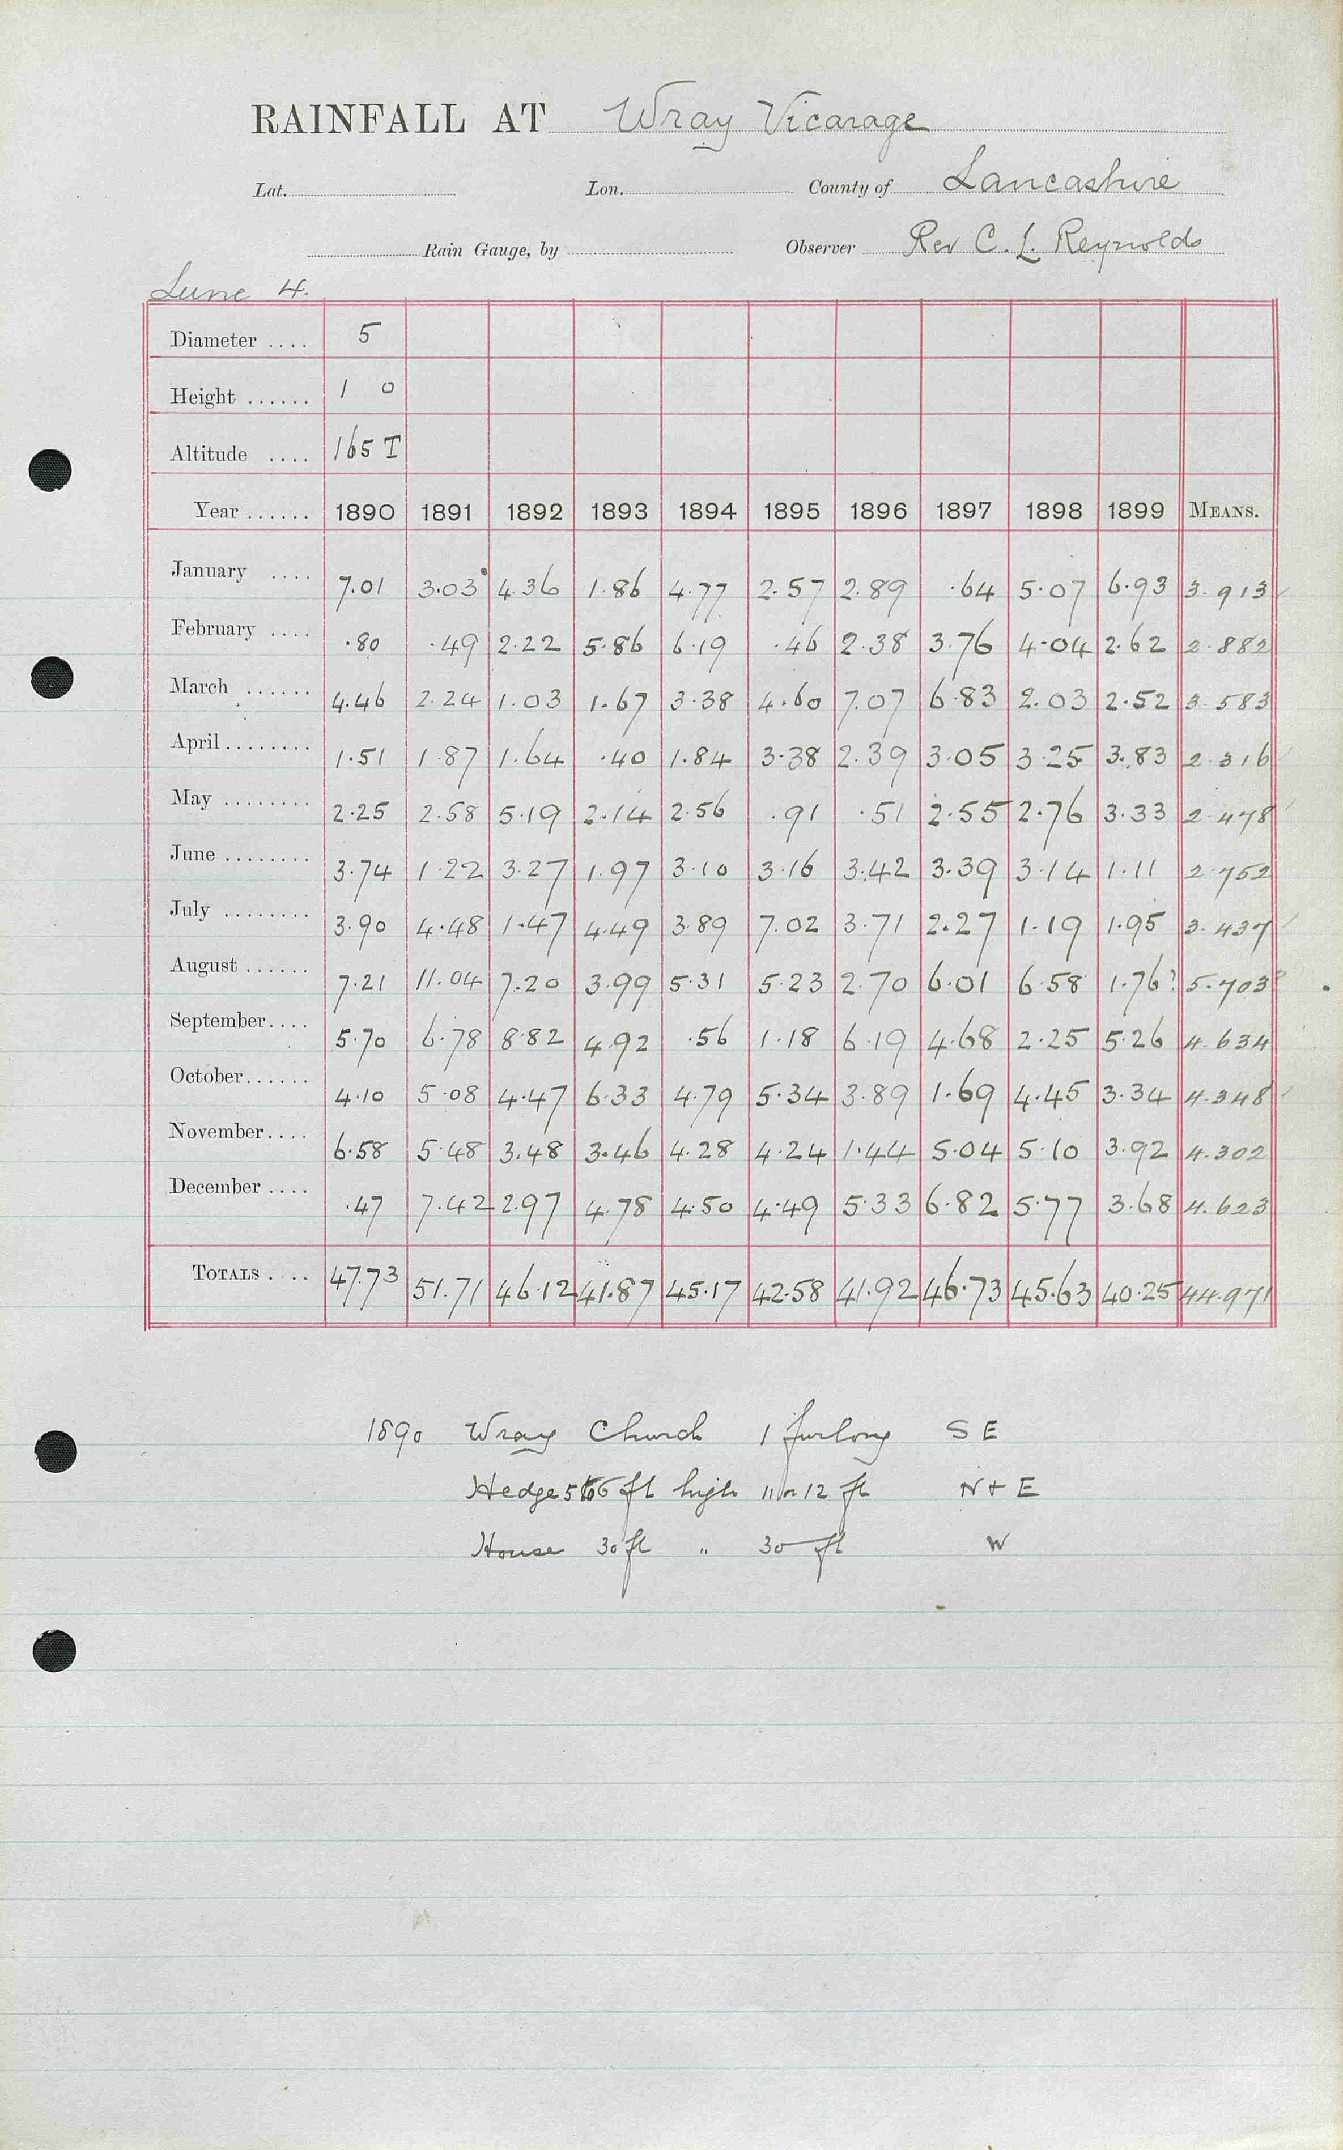 RAINFALL AT Wray Vicarage
Lat. Lon. County of Lancashire
Rain Gauge, by Observer Rev C. L. Reynolds
Lune 4.
Diameter .... 5
Height ...... 1 0
Altitude .... 165 T
Year ...... 1890 1891 1892 1893 1894 1895 1896 1897 1898 1899 MEANS.
January .... 7.01 3.03 4.36 1.86 4.77 2.57 2.89 .64 5.07 6.93 3.913
February .... .80 .49 2.22 5.86 6.19 .46 2.38 3.76 4.04 2.62 2.882
March ...... 4.46 2.24 1.03 1.67 3.38 4.60 7.07 6.83 2.03 2.52 3.583
April ........ 1.51 1.87 1.64 .40 1.84 3.38 2.39 3.05 3.25 3.83 2.316
May ........ 2.25 2.58 5.19 2.14 2.56 .91 .51 2.55 2.76 3.33 2.478
June ........ 3.74 1.22 3.27 1.97 3.10 3.16 3.42 3.39 3.14 1.11 2.752
July ........ 3.90 4.48 1.47 4.49 3.89 7.02 3.71 2.27 1.19 1.95 3.437
August ...... 7.21 11.04 7.20 3.99 5.31 5.23 2.70 6.01 6.58 1.76? 5.703?
September.... 5.70 6.78 8.82 4.92 .56 1.18 6.19 4.68 2.25 5.26 4.634
October...... 4.10 5.08 4.47 6.33 4.79 5.34 3.89 1.69 4.45 3.34 4.348
November.... 6.58 5.48 3.48 3.46 4.28 4.24 1.44 5.04 5.10 3.92 4.302
December .... .47 7.42 2.97 4.78 4.50 4.49 5.33 6.82 5.77 3.68 4.623
TOTALS .... 47.73 51.71 46.12 41.87 45.17 42.58 41.92 46.73 45.63 40.25 44.971
1890 Wray Church 1 furlong S E
Hedge 5 to 6 ft high 11 or 12 ft N + E
House 30 ft " 30 ft W